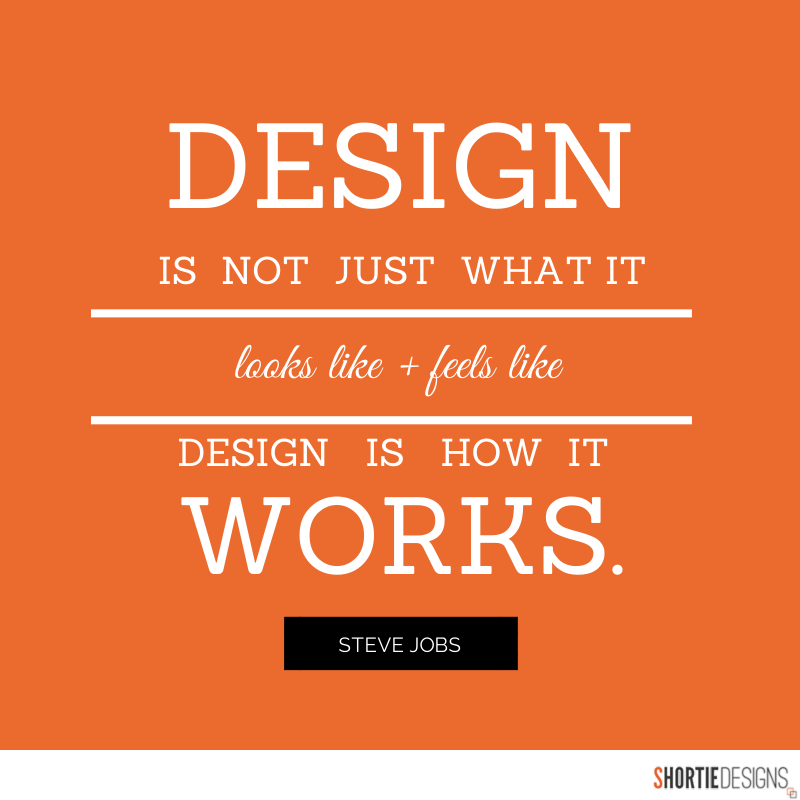 DESIGN
IS NOT JUST WHAT IT
looks like + feels like
DESIGN IS HOW IT
WORKS.
STEVE JOBS
SHORTIEDESIGNS